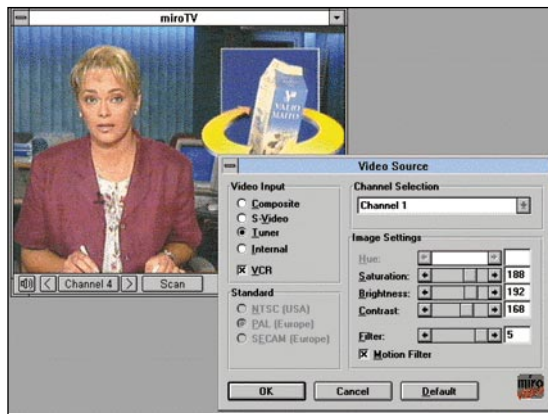 miroTV
VALIO
MAITO
Channel 4
Scan
Video Source
Video Input
Composite
S-Video
Tuner
Internal
VCR
Standard
NTSC (USA)
PAL (Europe)
SECAM (Europe)
Channel Selection
Channel 1
Image Settings
Hue:
Saturation: 188
Brightness: 192
Contrast: 168
Filter: 5
Motion Filter
OK Cancel Default
miro